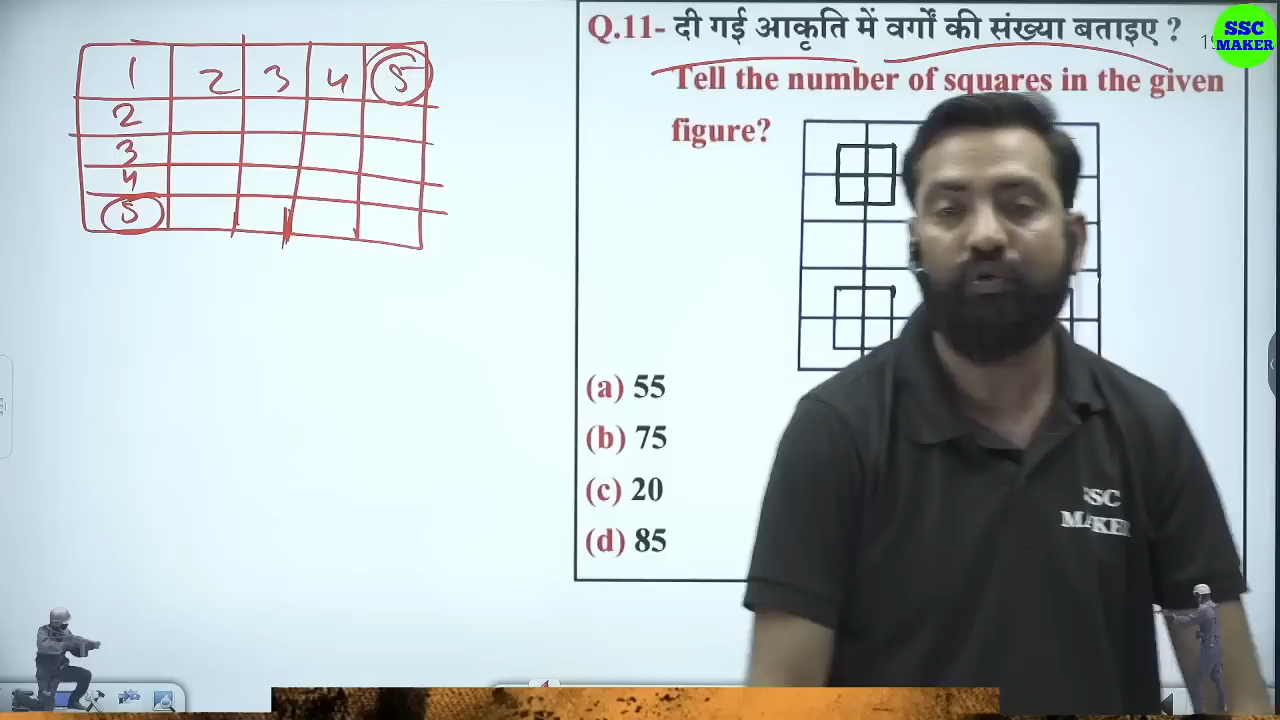 Q.11- दी गई आकृति में वर्गों की संख्या बताइए ?
Tell the number of squares in the given
figure?
(a) 55
(b) 75
(c) 20
(d) 85
1 2 3 4 5
2
3
4
5
SSC
MAKER
SSC
MAKER